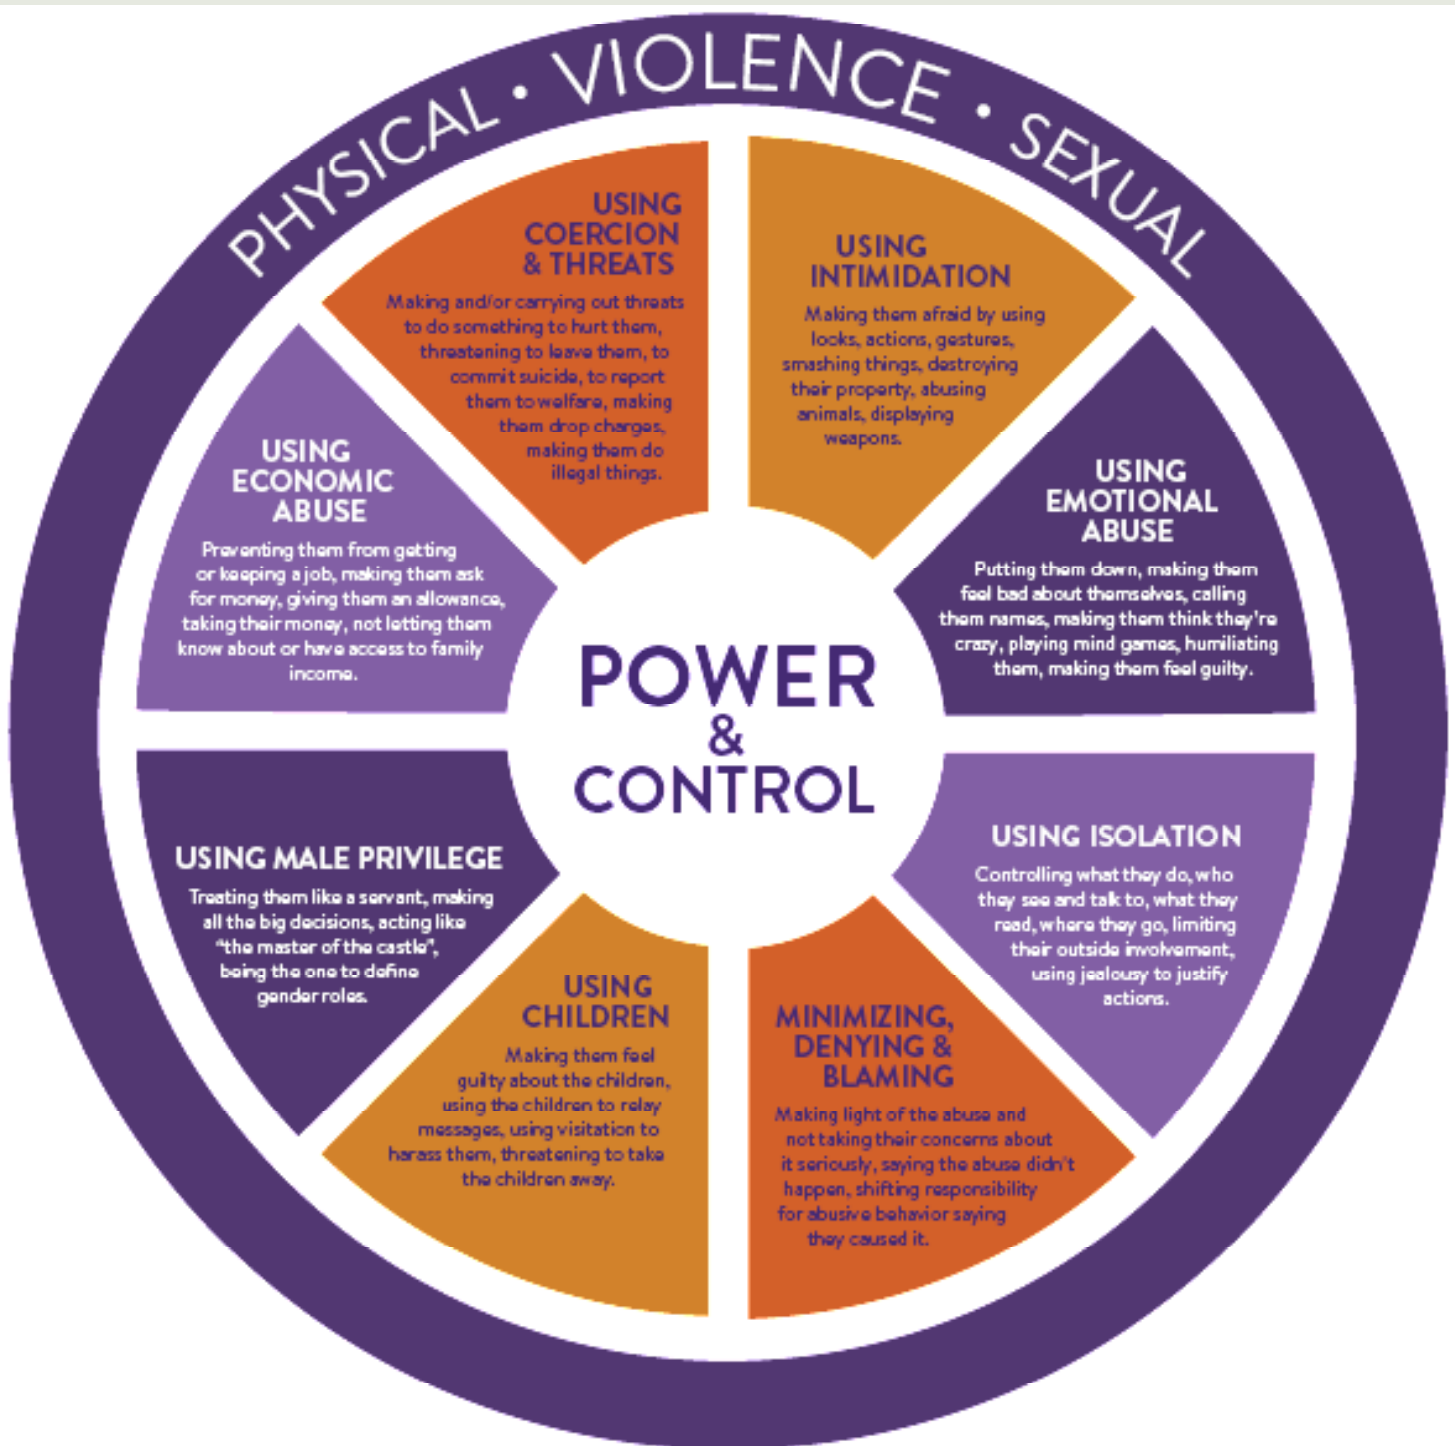 PHYSICAL • VIOLENCE • SEXUAL
USING
COERCION
& THREATS
Making and/or carrying out threats
to do something to hurt them,
threatening to leave them, to
commit suicide, to report
them to welfare, making
them drop charges,
making them do
illegal things.
USING
INTIMIDATION
Making them afraid by using
looks, actions, gestures,
smashing things, destroying
their property, abusing
animals, displaying
weapons.
USING
EMOTIONAL
ABUSE
Putting them down, making them
feel bad about themselves, calling
them names, making them think they're
crazy, playing mind games, humiliating
them, making them feel guilty.
USING ISOLATION
Controlling what they do, who
they see and talk to, what they
read, where they go, limiting
their outside involvement,
using jealousy to justify
actions.
MINIMIZING,
DENYING &
BLAMING
Making light of the abuse and
not taking their concerns about
it seriously, saying the abuse didn't
happen, shifting responsibility
for abusive behavior saying
they caused it.
USING
CHILDREN
Making them feel
guilty about the children,
using the children to relay
messages, using visitation to
harass them, threatening to take
the children away.
USING MALE PRIVILEGE
Treating them like a servant, making
all the big decisions, acting like
"the master of the castle",
being the one to define
gender roles.
USING
ECONOMIC
ABUSE
Preventing them from getting
or keeping a job, making them ask
for money, giving them an allowance,
taking their money, not letting them
know about or have access to family
income.
POWER
&
CONTROL